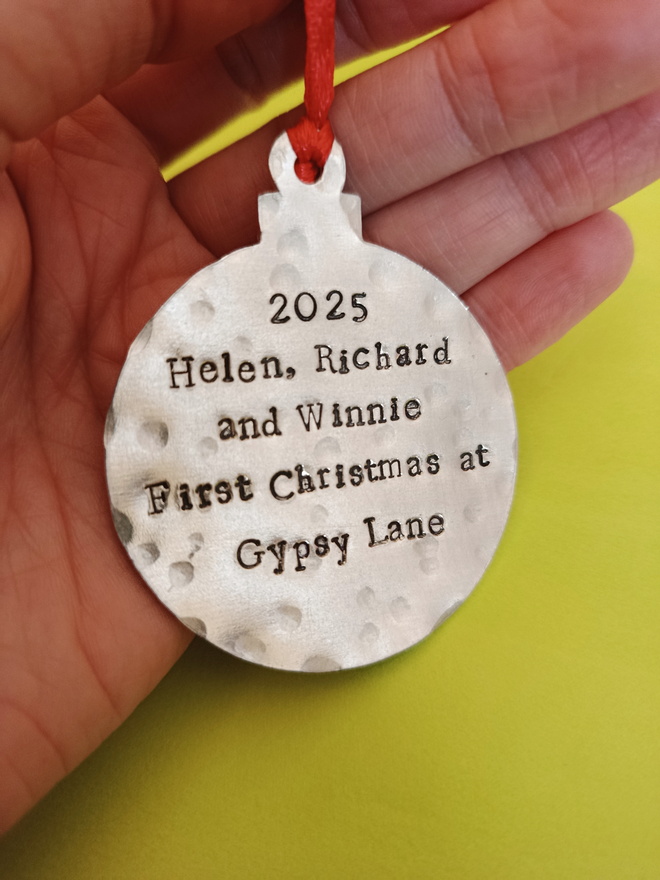 2025
Helen, Richard
and Winnie
First Christmas at
Gypsy Lane